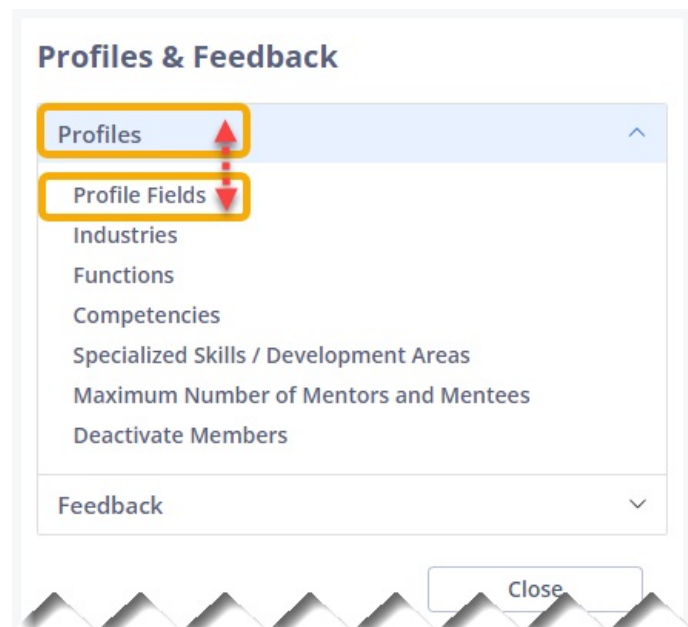 Profiles & Feedback
Profiles
Profile Fields
Industries
Functions
Competencies
Specialized Skills / Development Areas
Maximum Number of Mentors and Mentees
Deactivate Members
Feedback
Close